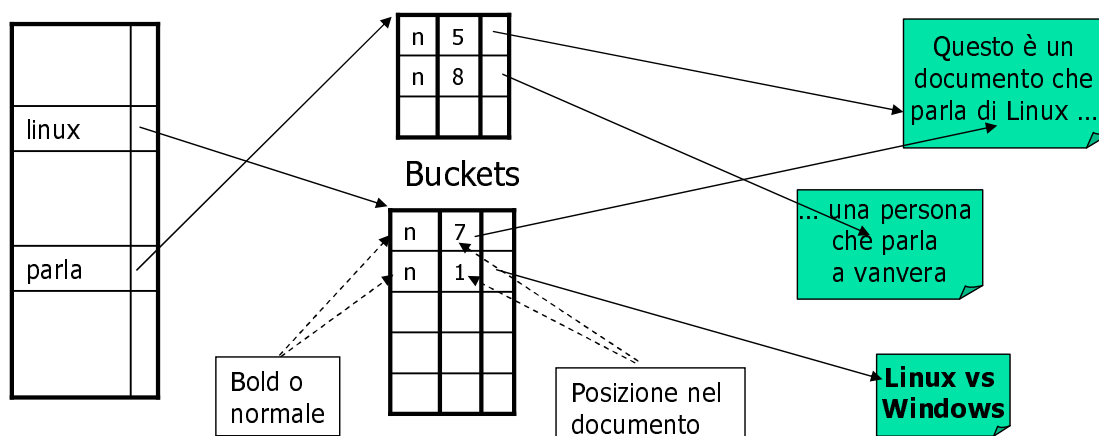 linux
parla
n 5
n 8
Buckets
n 7
n 1
Bold o
normale
Posizione nel
documento
Questo è un
documento che
parla di Linux ...
... una persona
che parla
a vanvera
Linux vs
Windows